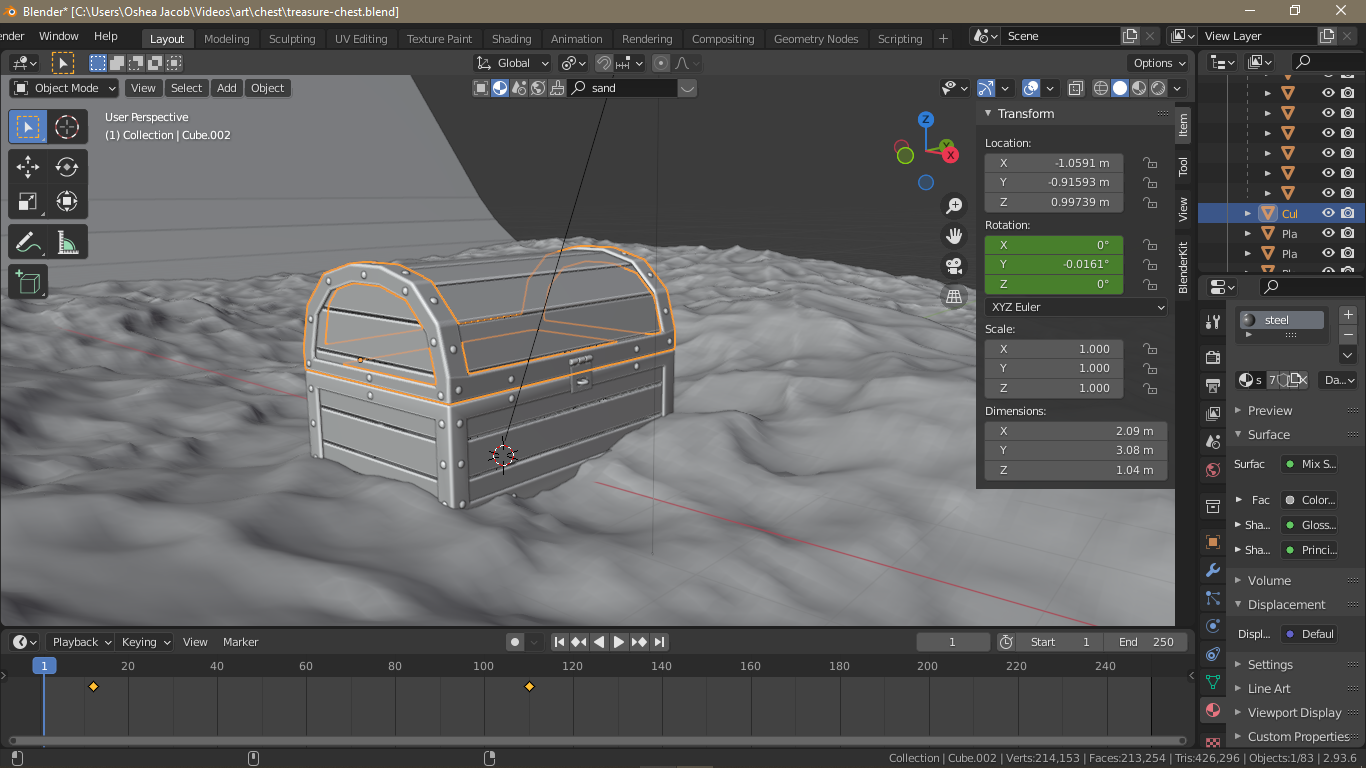 Blender* [C:\Users\Oshea Jacob\Videos\art\chest\treasure-chest.blend]
ender Window Help Layout Modeling Sculpting UV Editing Texture Paint Shading Animation Rendering Compositing Geometry Nodes Scripting + Scene View Layer
Global Options
Object Mode View Select Add Object sand
User Perspective
(1) Collection | Cube.002
Z
Y
X
Transform
Location:
X -1.0591 m
Y -0.91593 m
Z 0.99739 m
Rotation:
X 0°
Y -0.0161°
Z 0°
XYZ Euler
Scale:
X 1.000
Y 1.000
Z 1.000
Dimensions:
X 2.09 m
Y 3.08 m
Z 1.04 m
Item
Tool
View
BlenderKit
Cul
Pla
Pla
steel
s 7 Da...
Preview
Surface
Surfac Mix S...
Fac Color...
Sha... Gloss...
Sha... Princi...
Volume
Displacement
Displ... Defaul
Settings
Line Art
Viewport Display
Custom Properties
Playback Keying View Marker 1 Start 1 End 250
1 20 40 60 80 100 120 140 160 180 200 220 240
Collection | Cube.002 | Verts:214,153 | Faces:213,254 | Tris:426,296 | Objects:1/83 | 2.93.6